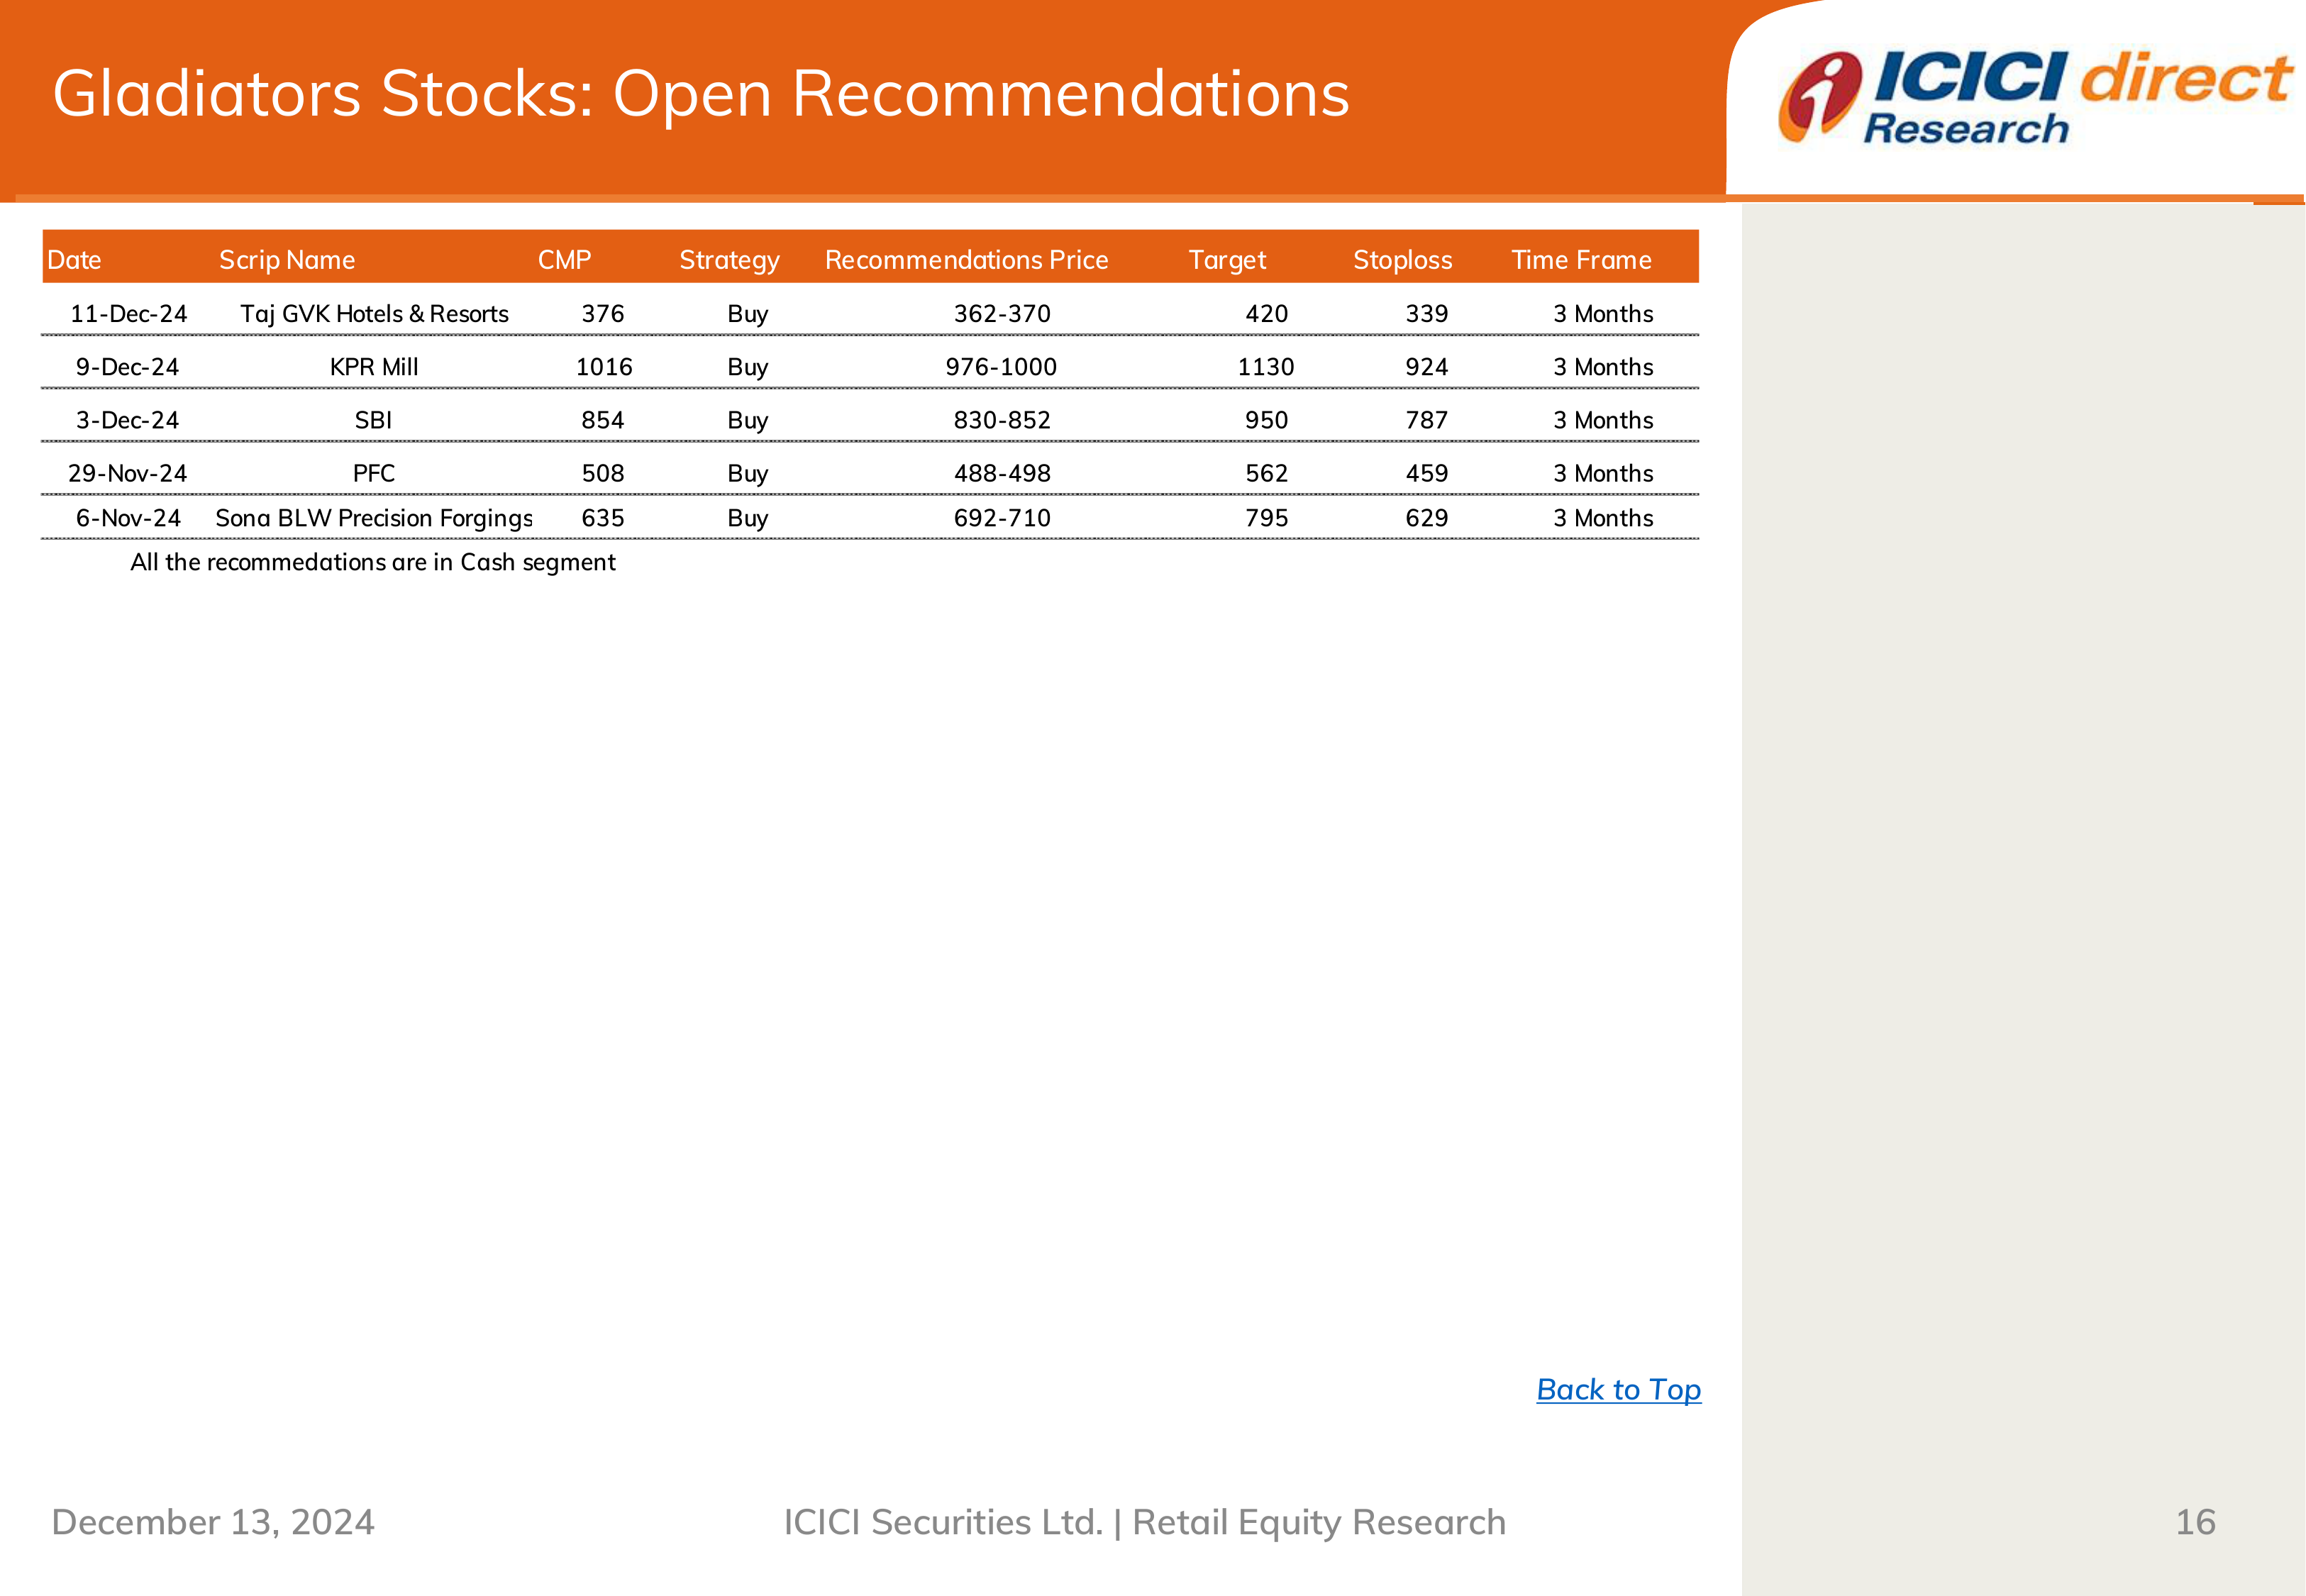 Gladiators Stocks: Open Recommendations
ICICI direct
Research
Date Scrip Name CMP Strategy Recommendations Price Target Stoploss Time Frame
11-Dec-24 Taj GVK Hotels & Resorts 376 Buy 362-370 420 339 3 Months
9-Dec-24 KPR Mill 1016 Buy 976-1000 1130 924 3 Months
3-Dec-24 SBI 854 Buy 830-852 950 787 3 Months
29-Nov-24 PFC 508 Buy 488-498 562 459 3 Months
6-Nov-24 Sona BLW Precision Forgings 635 Buy 692-710 795 629 3 Months
All the recommedations are in Cash segment
Back to Top
December 13, 2024 ICICI Securities Ltd. | Retail Equity Research 16